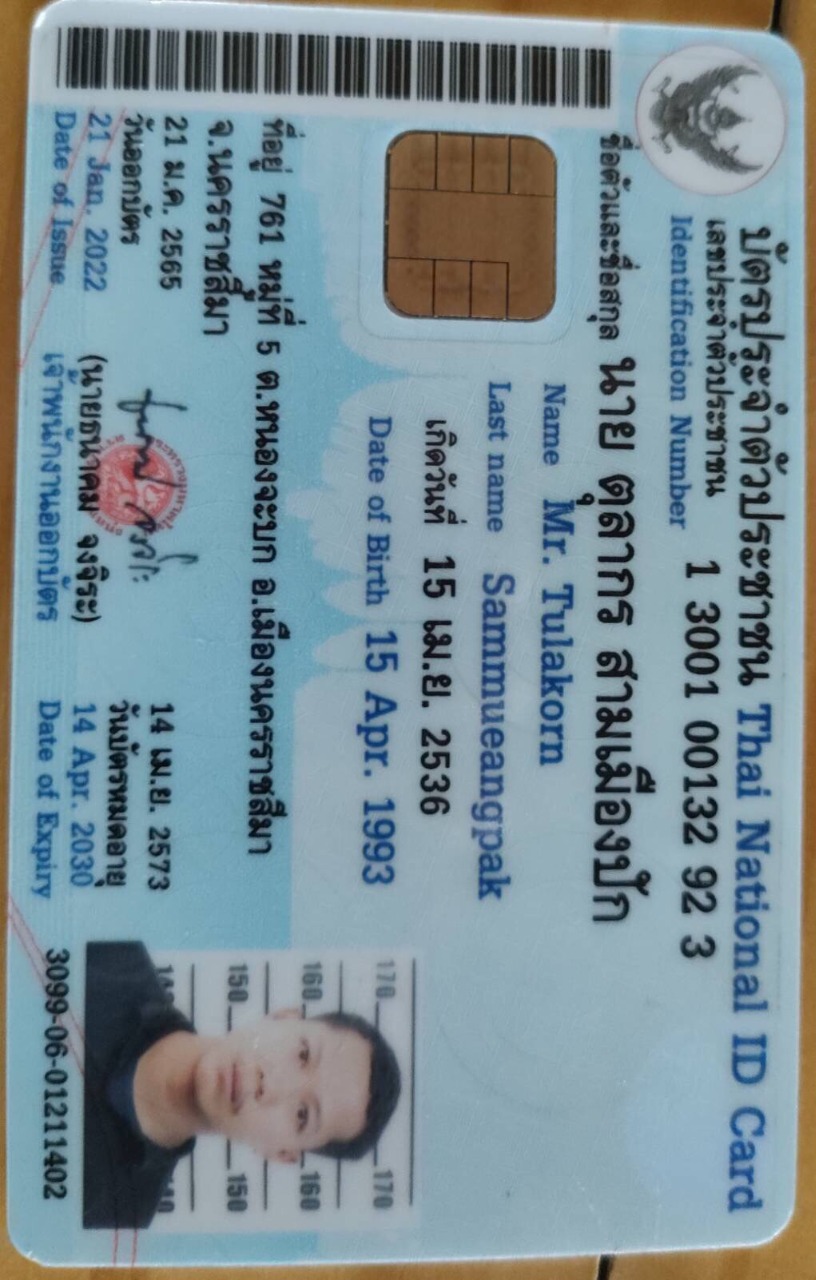 บัตรประจำตัวประชาชน Thai National ID Card
เลขประจำตัวประชาชน 1 3001 00132 92 3
Identification Number
ชื่อตัวและชื่อสกุล นาย ตุลากร สามเมืองปัก
Name Mr. Tulakorn
Last name Sammueangpak
เกิดวันที่ 15 เม.ย. 2536
Date of Birth 15 Apr. 1993
ที่อยู่ 761 หมู่ที่ 5 ต.หนองจะบก อ.เมืองนครราชสีมา
จ.นครราชสีมา
21 ม.ค. 2565
วันออกบัตร
21 Jan. 2022
Date of Issue
(นายธนาคม จงจิระ)
เจ้าพนักงานออกบัตร
14 เม.ย. 2573
วันบัตรหมดอายุ
14 Apr. 2030
Date of Expiry
170 170
160 160
150 150
3099-06-01211402